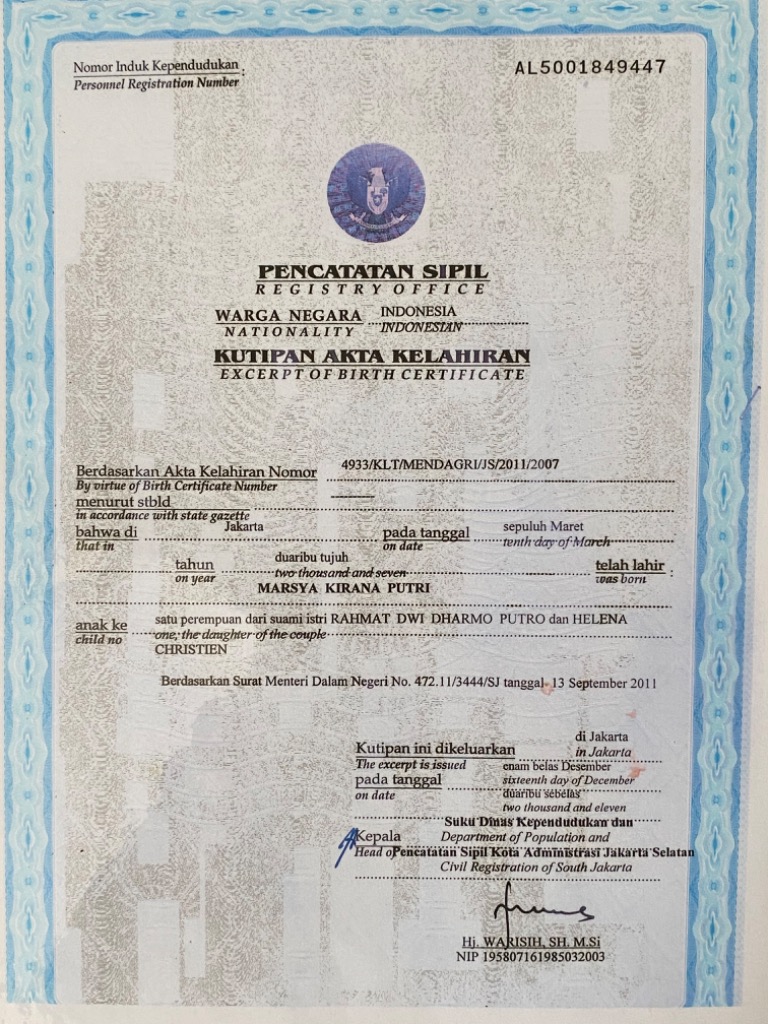 Nomor Induk Kependudukan :
Personnel Registration Number
AL5001849447
PENCATATAN SIPIL
REGISTRY OFFICE
WARGA NEGARA INDONESIA
NATIONALITY INDONESIAN
KUTIPAN AKTA KELAHIRAN
EXCERPT OF BIRTH CERTIFICATE
Berdasarkan Akta Kelahiran Nomor 4933/KLT/MENDAGRI/JS/2011/2007
By virtue of Birth Certificate Number
menurut stbld
in accordance with state gazette
bahwa di Jakarta pada tanggal sepuluh Maret
that in on date tenth day of March
tahun duaribu tujuh telah lahir :
on year two thousand and seven was born
MARSYA KIRANA PUTRI
anak ke satu perempuan dari suami istri RAHMAT DWI DHARMO PUTRO dan HELENA
child no one, the daughter of the couple
CHRISTIEN
Berdasarkan Surat Menteri Dalam Negeri No. 472.11/3444/SJ tanggal 13 September 2011
Kutipan ini dikeluarkan di Jakarta
The excerpt is issued in Jakarta
pada tanggal enam belas Desember
on date sixteenth day of December
duaribu sebelas
two thousand and eleven
Kepala Suku Dinas Kependudukan dan
Head of Department of Population and
Pencatatan Sipil Kota Administrasi Jakarta Selatan
Civil Registration of South Jakarta
Hj. WARISIH, SH. M.Si
NIP 195807161985032003